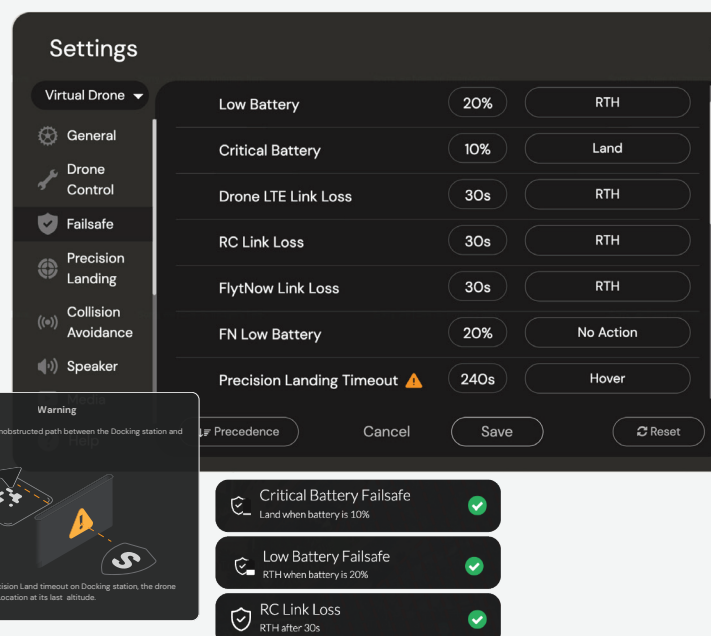 Settings
Virtual Drone
General
Drone
Control
Failsafe
Precision
Landing
Collision
Avoidance
Speaker
Media
Help
Low Battery 20% RTH
Critical Battery 10% Land
Drone LTE Link Loss 30s RTH
RC Link Loss 30s RTH
FlytNow Link Loss 30s RTH
FN Low Battery 20% No Action
Precision Landing Timeout 240s Hover
Precedence Cancel Save Reset
Warning
path between the Docking station and
Land timeout on Docking station, the drone
at its last altitude.
Critical Battery Failsafe
Land when battery is 10%
Low Battery Failsafe
RTH when battery is 20%
RC Link Loss
RTH after 30s